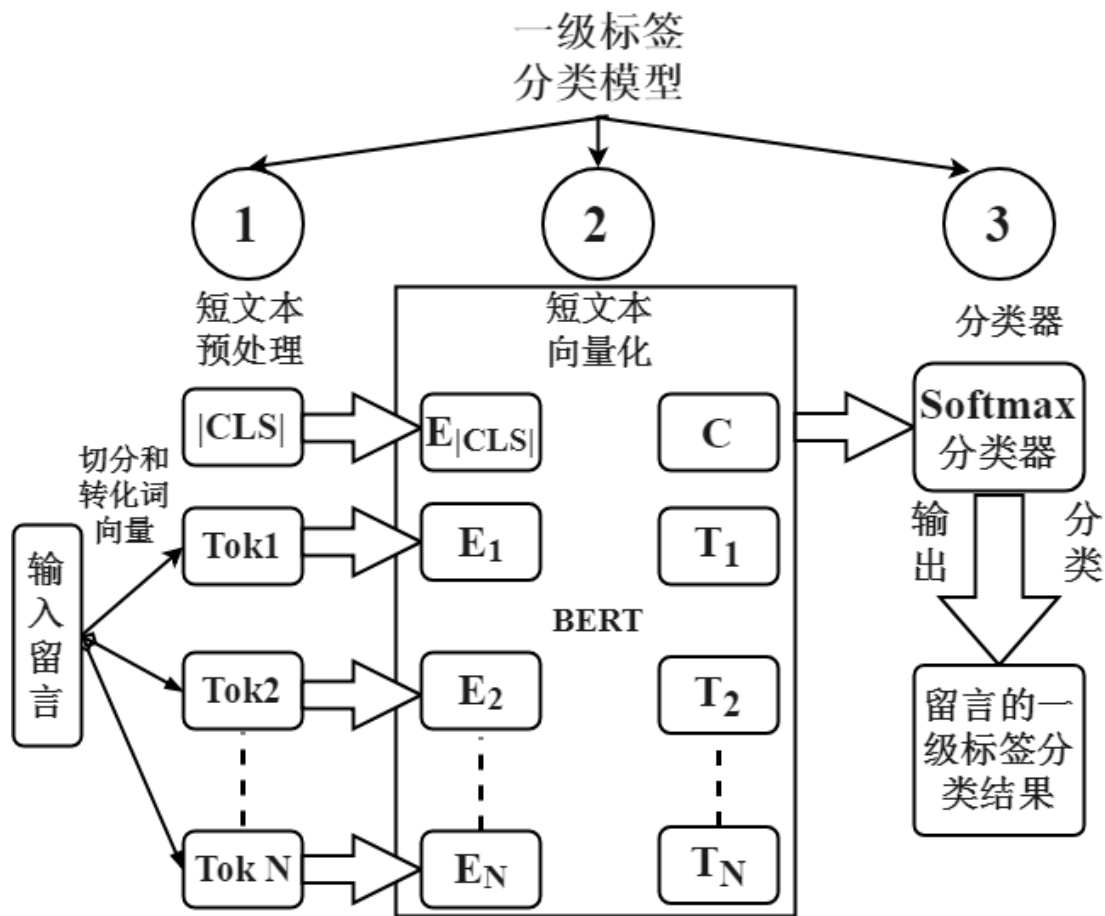 一级标签
分类模型
1
2
3
短文本
预处理
短文本
向量化
分类器
|CLS|
E|CLS|
C
Softmax
分类器
切分和
转化词
向量
输入留言
Tok1
E1
T1
输出
分类
BERT
Tok2
E2
T2
留言的一
级标签分
类结果
Tok N
EN
TN